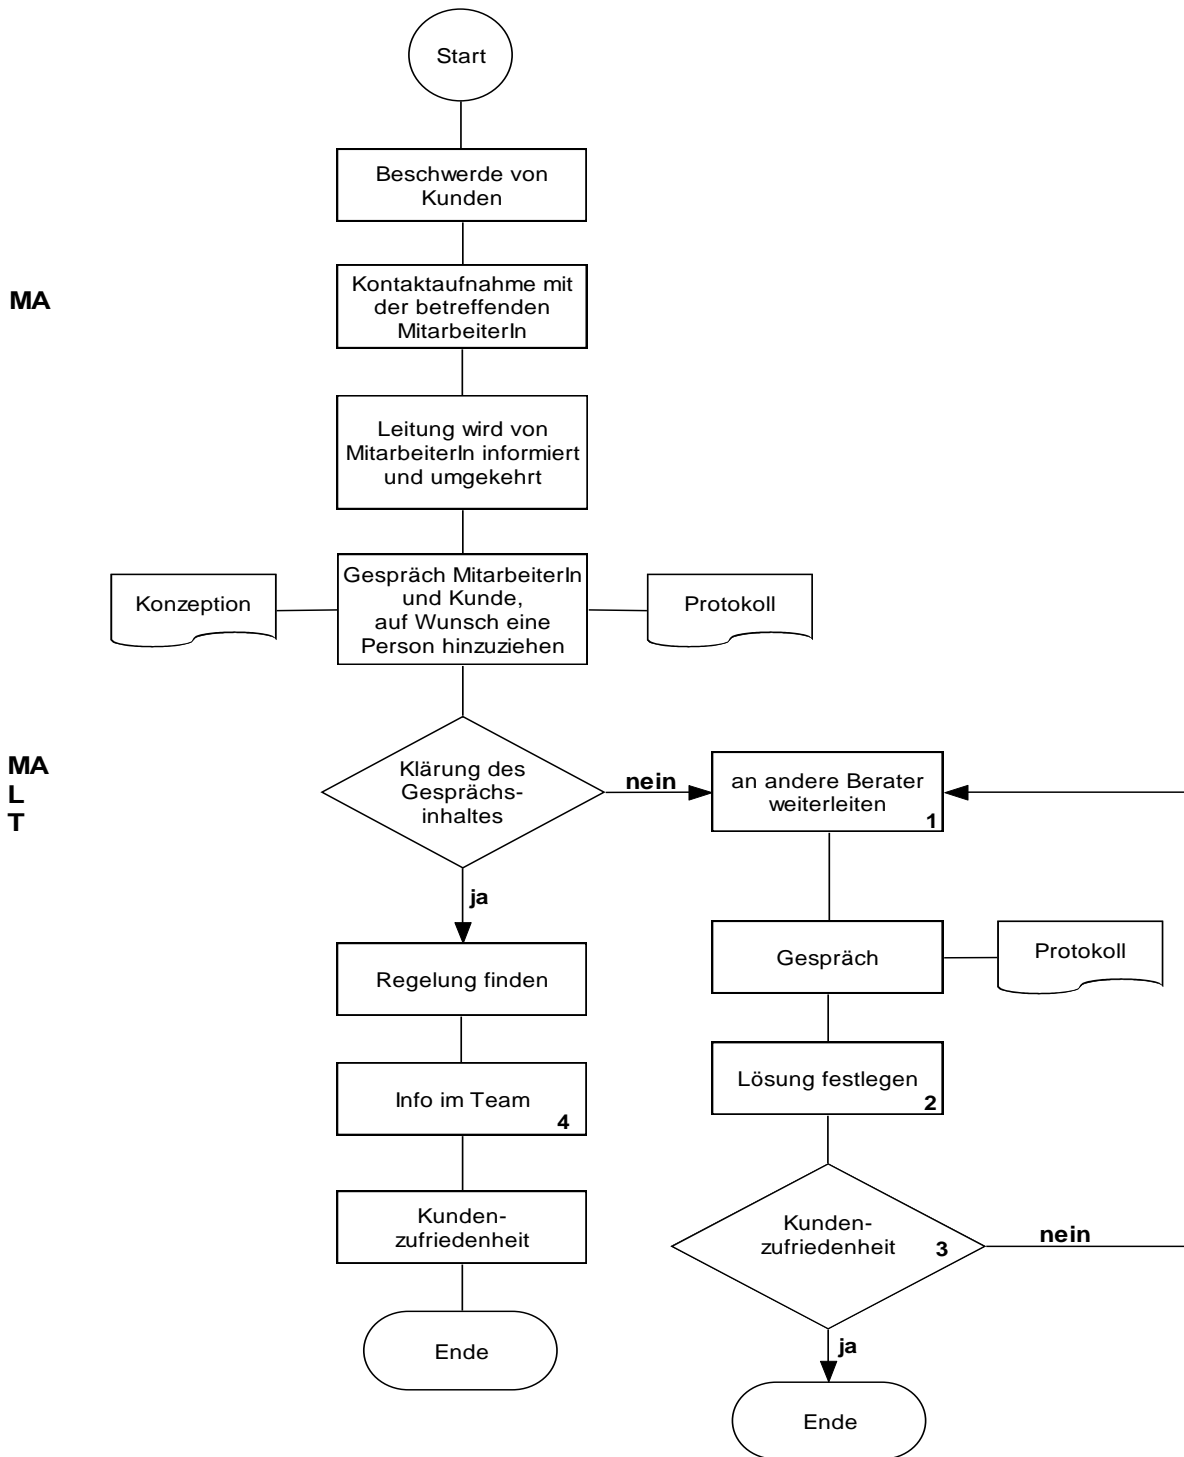 Start
Beschwerde von
Kunden
MA
Kontaktaufnahme mit
der betreffenden
MitarbeiterIn
Leitung wird von
MitarbeiterIn informiert
und umgekehrt
Konzeption
Gespräch MitarbeiterIn
und Kunde,
auf Wunsch eine
Person hinzuziehen
Protokoll
MA
L
T
Klärung des
Gesprächs-
inhaltes
nein
an andere Berater
weiterleiten
1
ja
Regelung finden
Gespräch
Protokoll
Info im Team
4
Lösung festlegen
2
Kunden-
zufriedenheit
Kunden-
zufriedenheit
3
nein
Ende
ja
Ende